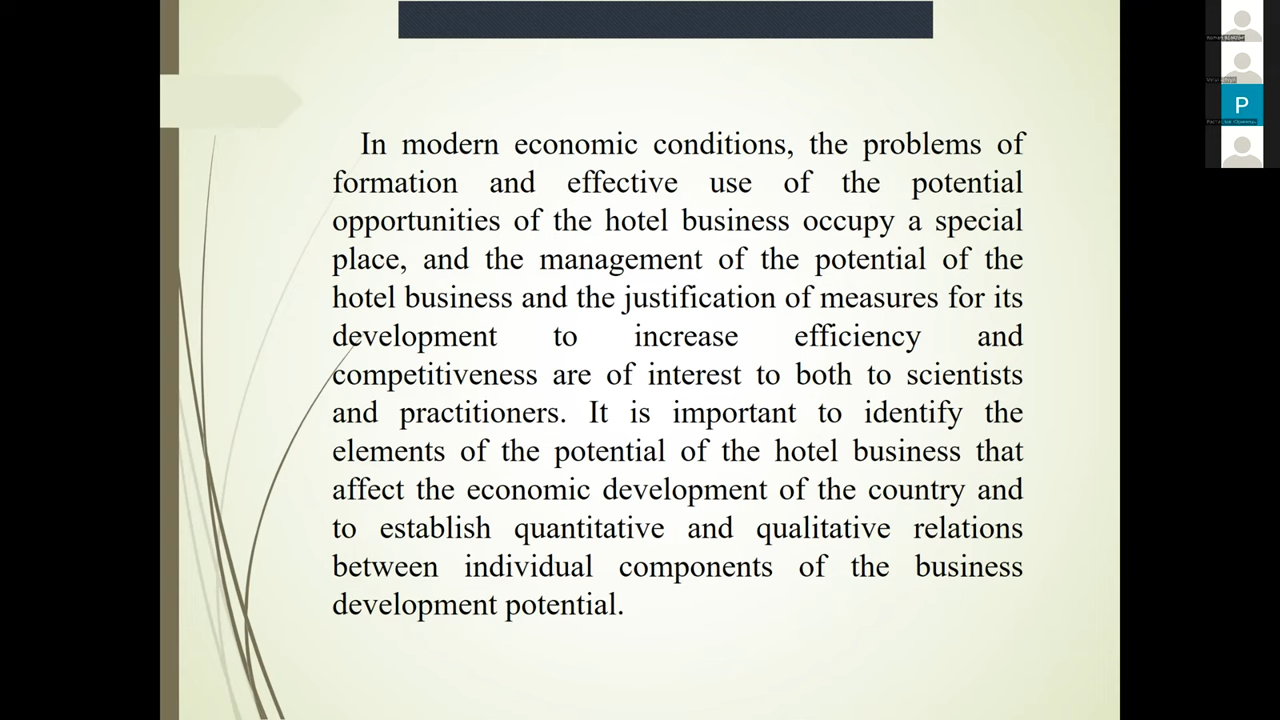 In modern economic conditions, the problems of
formation and effective use of the potential
opportunities of the hotel business occupy a special
place, and the management of the potential of the
hotel business and the justification of measures for its
development to increase efficiency and
competitiveness are of interest to both to scientists
and practitioners. It is important to identify the
elements of the potential of the hotel business that
affect the economic development of the country and
to establish quantitative and qualitative relations
between individual components of the business
development potential.
P